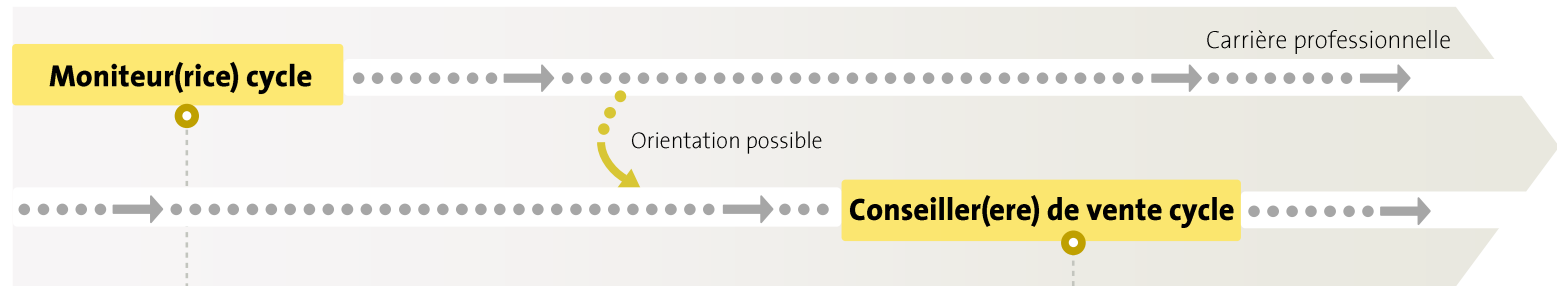 Carrière professionnelle
Moniteur(rice) cycle
Orientation possible
Conseiller(ere) de vente cycle